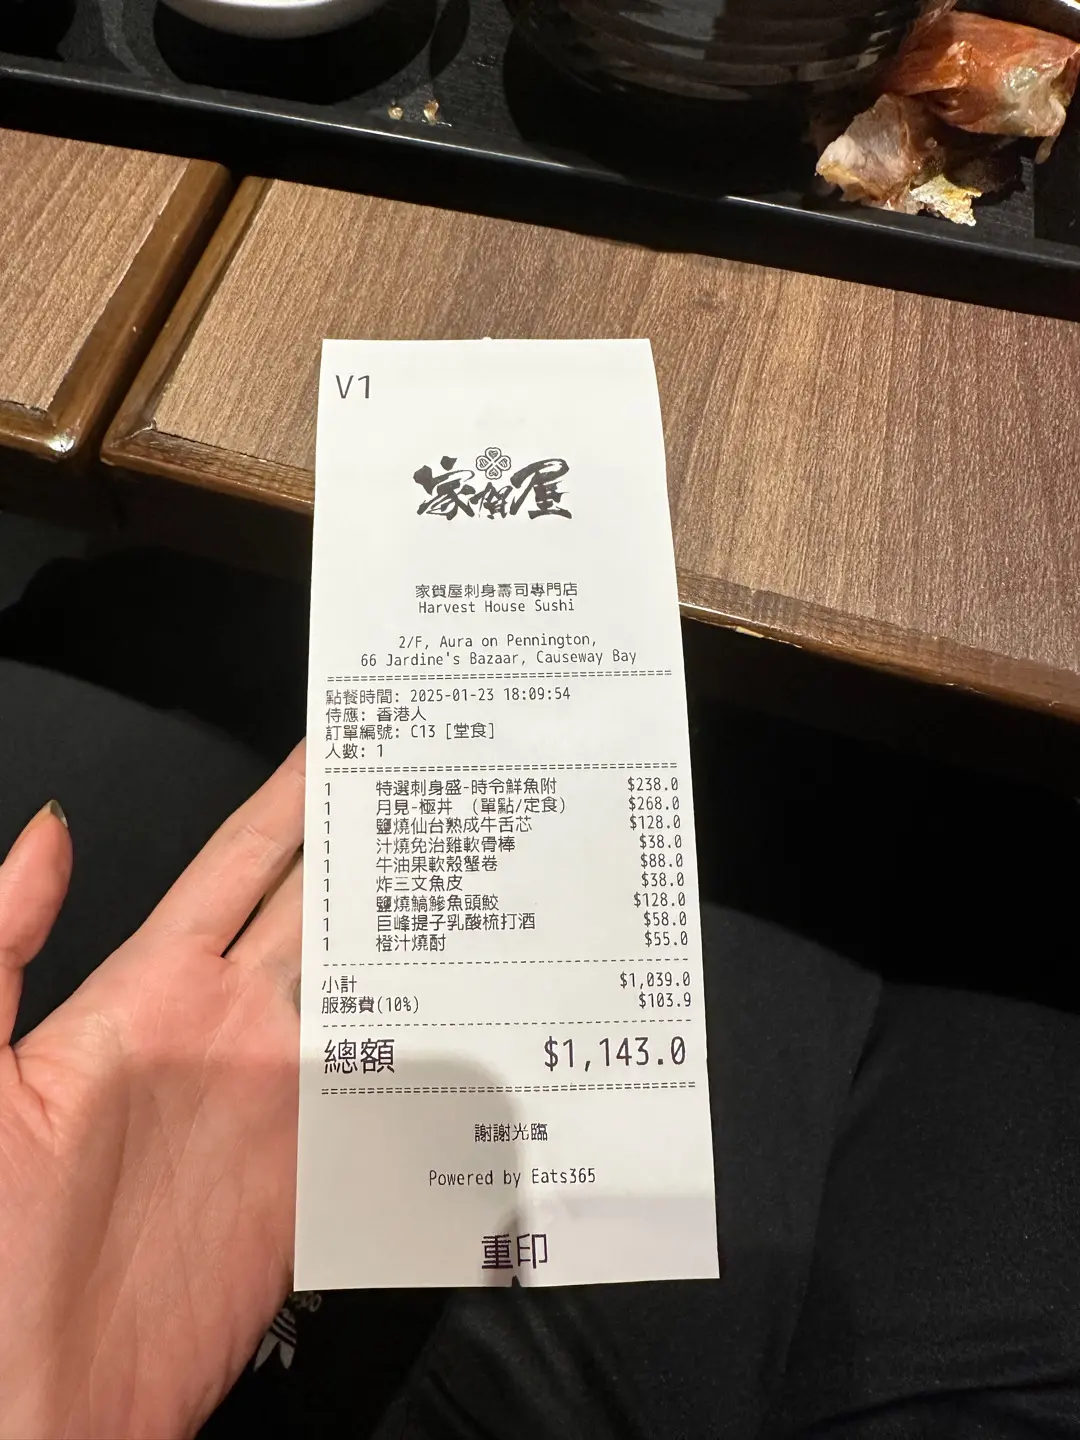 V1
家賀屋
家賀屋刺身壽司專門店
Harvest House Sushi
2/F, Aura on Pennington,
66 Jardine's Bazaar, Causeway Bay
點餐時間: 2025-01-23 18:09:54
侍應: 香港人
訂單編號: C13 [堂食]
人數: 1
1 特選刺身盛-時令鮮魚附 $238.0
1 月見-極丼 (單點/定食) $268.0
1 鹽燒仙台熟成牛舌芯 $128.0
1 汁燒免治雞軟骨棒 $38.0
1 牛油果軟殼蟹卷 $88.0
1 炸三文魚皮 $38.0
1 鹽燒鰝鰺魚頭鮫 $128.0
1 巨峰提子乳酸梳打酒 $58.0
1 橙汁燒酎 $55.0
小計 $1,039.0
服務費(10%) $103.9
總額 $1,143.0
謝謝光臨
Powered by Eats365
重印